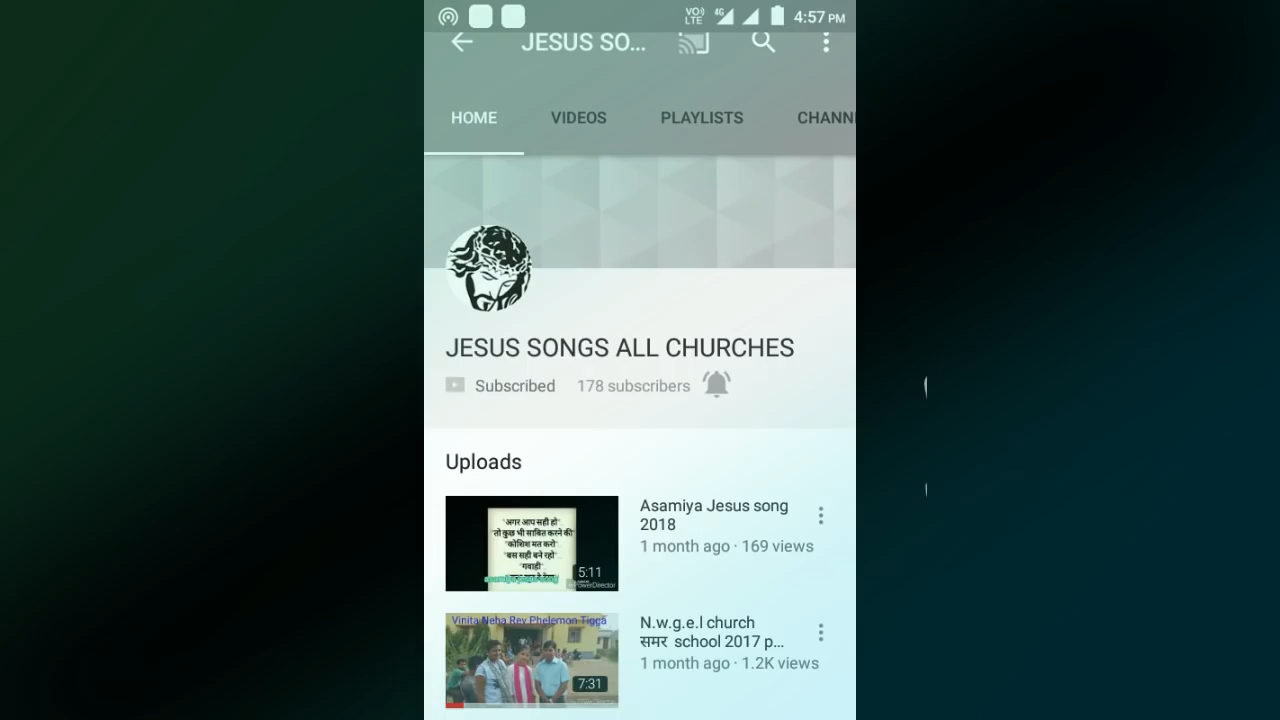 VO))
LTE
4G
4:57 PM
JESUS SO...
HOME
VIDEOS
PLAYLISTS
CHANN
JESUS SONGS ALL CHURCHES
Subscribed
178 subscribers
Uploads
"अगर आप सही हो"
"तो कुछ भी साबित करने की"
"कोशिश मत करो"
"बस सही बने रहो"
"गवाही"
5:11
PowerDirector
Asamiya Jesus song
2018
1 month ago · 169 views
Vinita Neha Rev Phelemon Tigga
7:31
N.w.g.e.l church
समर school 2017 p...
1 month ago · 1.2K views